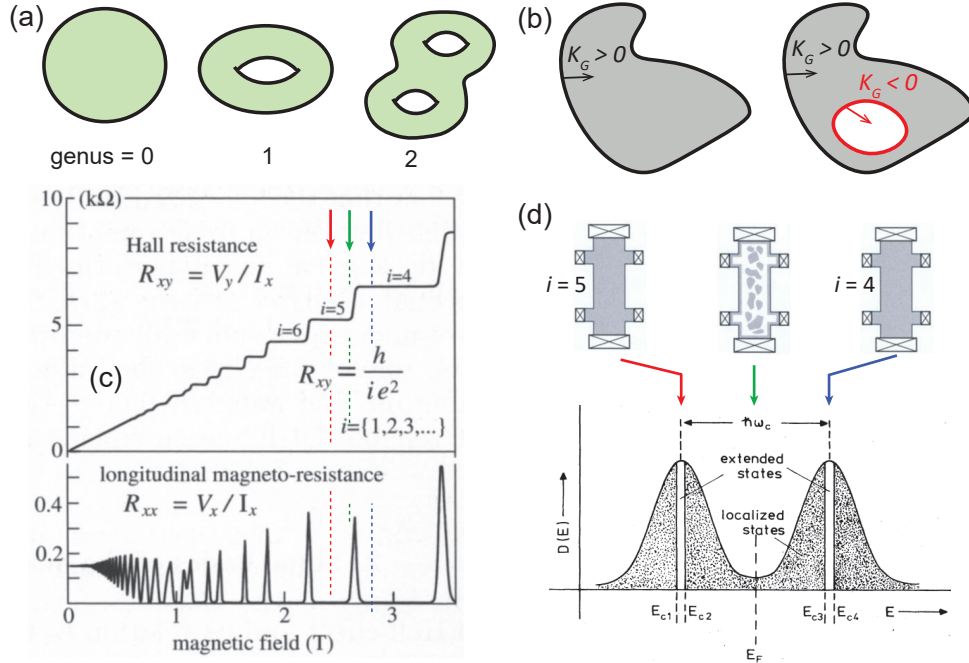 (a)
genus = 0
1
2
(b)
K_G > 0
K_G > 0
K_G < 0
(c)
10 (kΩ)
Hall resistance
R_xy = V_y / I_x
i=4
i=5
i=6
5
R_xy = h / i e²
i={1,2,3,...}
0
longitudinal magneto-resistance
R_xx = V_x / I_x
0.4
0.2
0
1
2
3
magnetic field (T)
(d)
i = 5
i = 4
ħω_c
extended
states
localized
states
D(E)
E_c1
E_c2
E_c3
E_c4
E
E_F